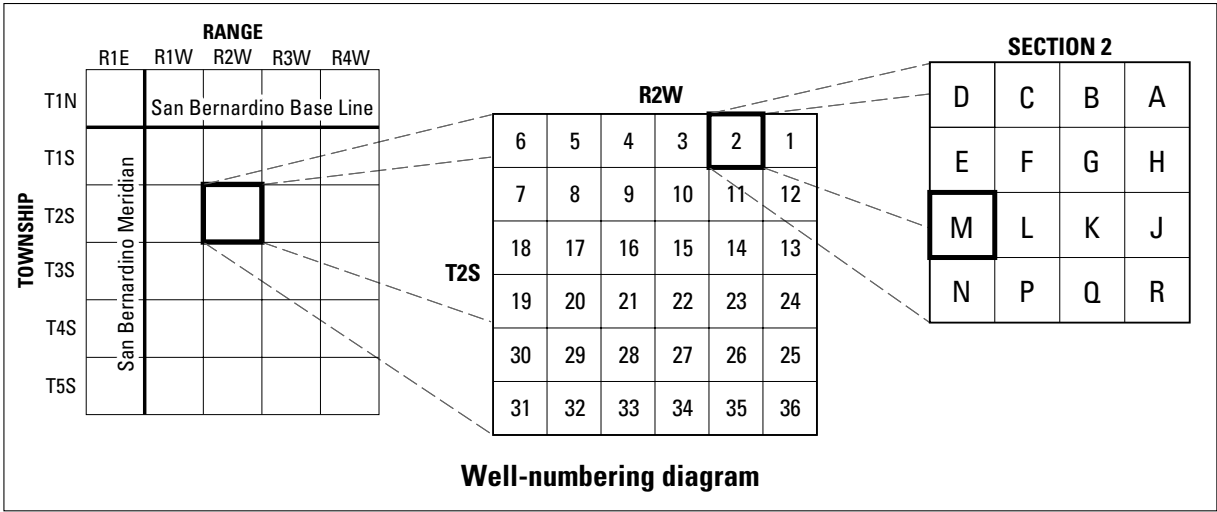 RANGE
R1E R1W R2W R3W R4W
TOWNSHIP
T1N
T1S
T2S
T3S
T4S
T5S
San Bernardino Base Line
San Bernardino Meridian
R2W
T2S
6 5 4 3 2 1
7 8 9 10 11 12
18 17 16 15 14 13
19 20 21 22 23 24
30 29 28 27 26 25
31 32 33 34 35 36
SECTION 2
D C B A
E F G H
M L K J
N P Q R
Well-numbering diagram